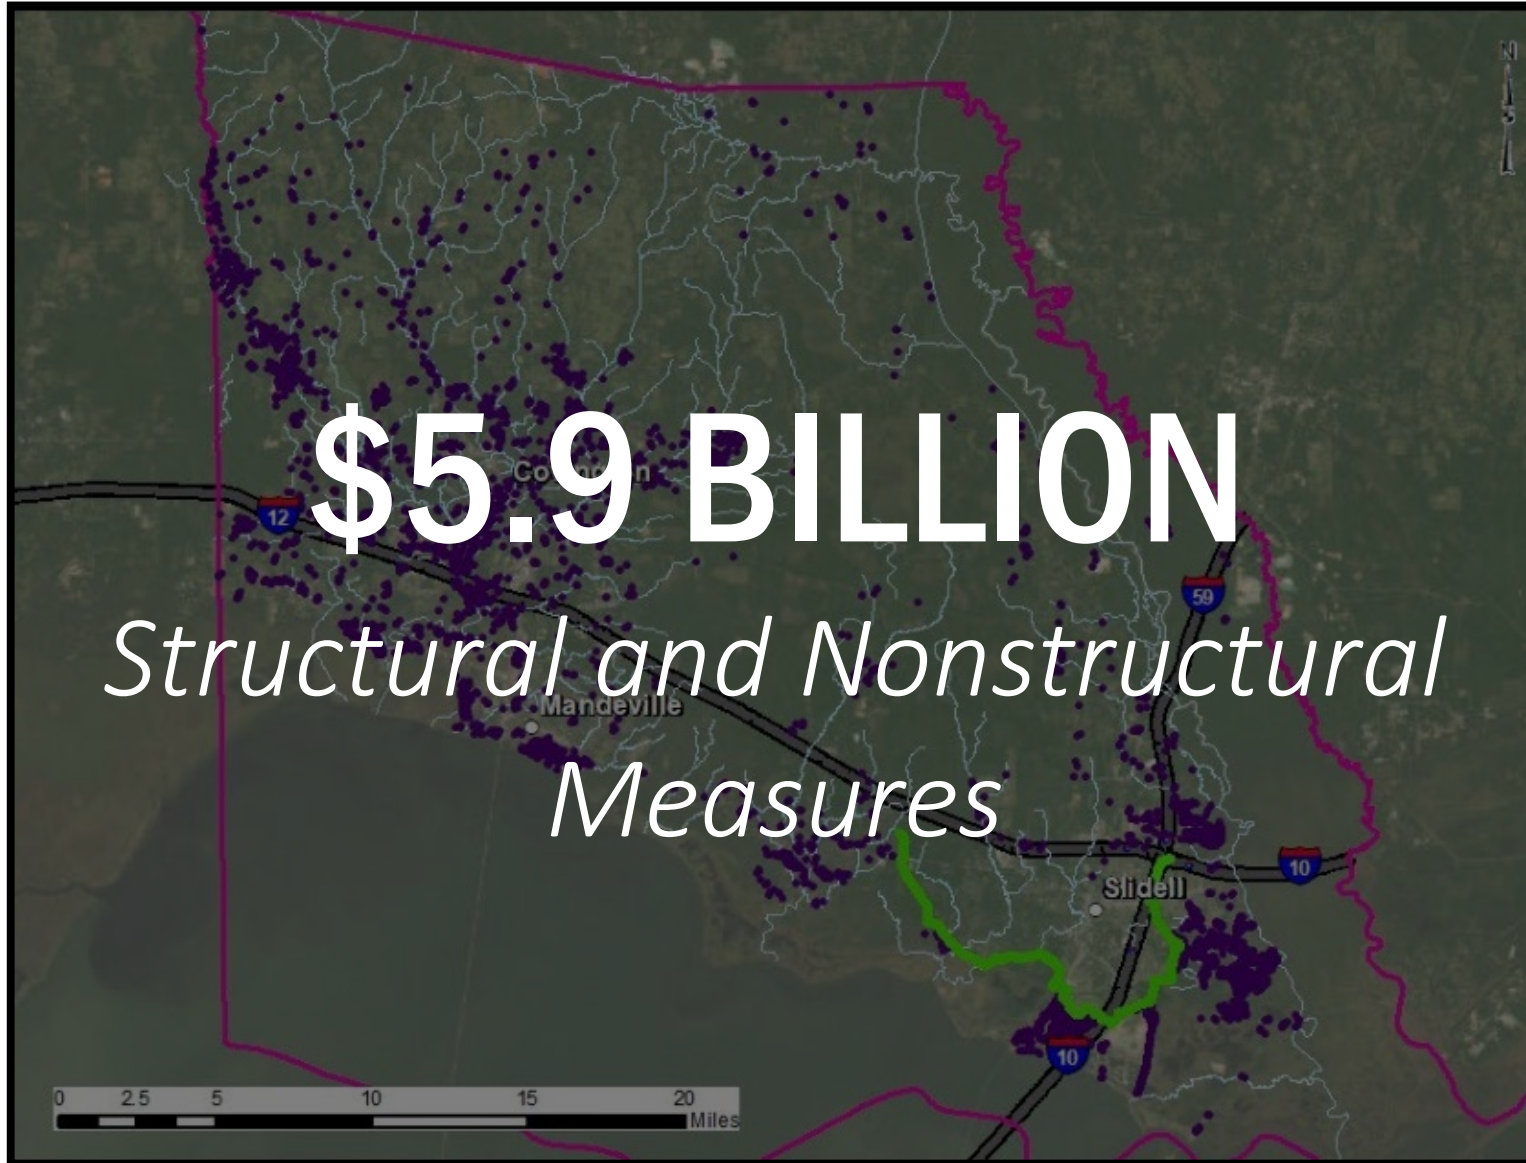 N
$5.9 BILLION
12
59
Structural and Nonstructural
Mandeville
Measures
10
Slidell
10
0 2.5 5 10 15 20
Miles